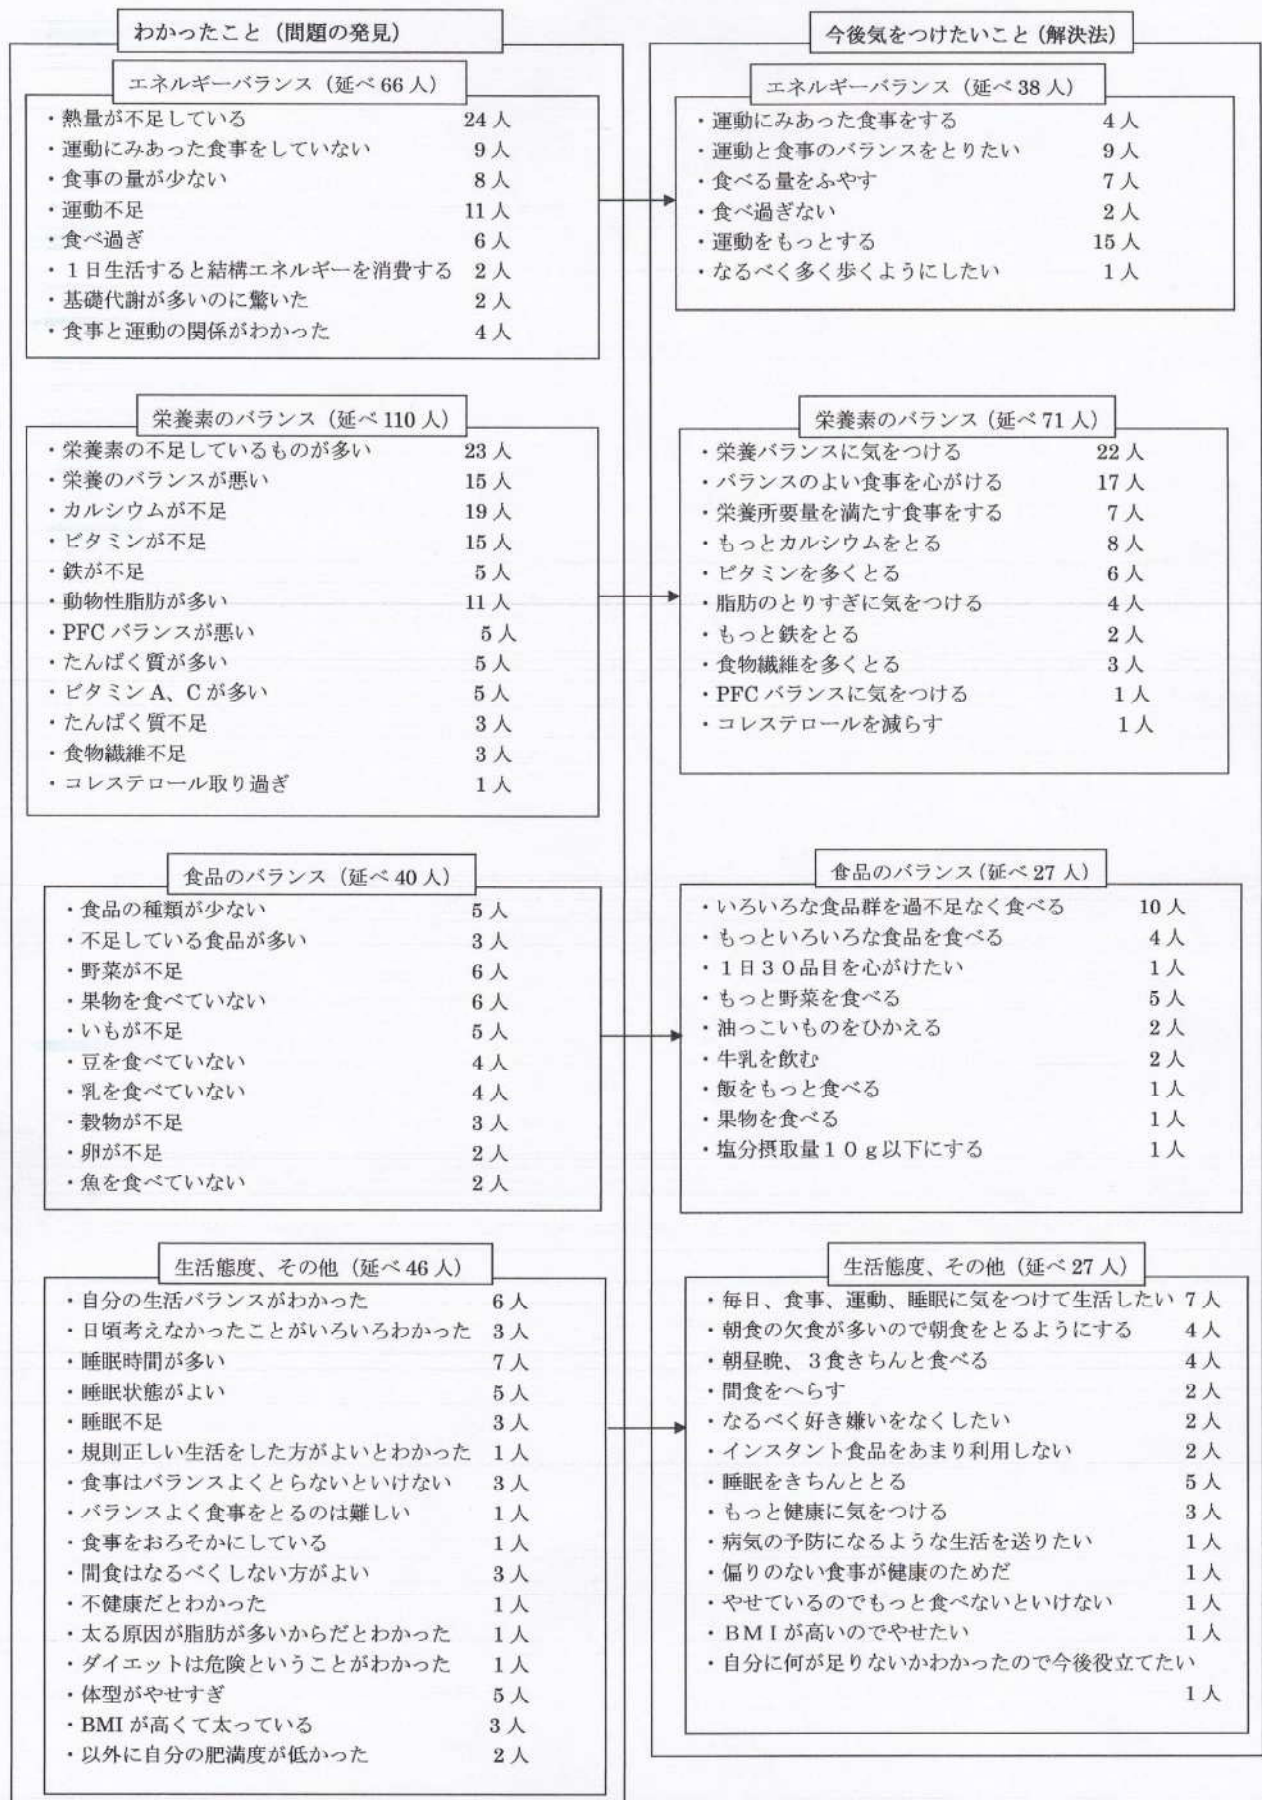 わかったこと（問題の発見）
エネルギーバランス（延べ 66 人）
・熱量が不足している 24 人
・運動にみあった食事をしていない 9 人
・食事の量が少ない 8 人
・運動不足 11 人
・食べ過ぎ 6 人
・１日生活すると結構エネルギーを消費する 2 人
・基礎代謝が多いのに驚いた 2 人
・食事と運動の関係がわかった 4 人
栄養素のバランス（延べ 110 人）
・栄養素の不足しているものが多い 23 人
・栄養のバランスが悪い 15 人
・カルシウムが不足 19 人
・ビタミンが不足 15 人
・鉄が不足 5 人
・動物性脂肪が多い 11 人
・PFC バランスが悪い 5 人
・たんぱく質が多い 5 人
・ビタミン A、C が多い 5 人
・たんぱく質不足 3 人
・食物繊維不足 3 人
・コレステロール取り過ぎ 1 人
食品のバランス（延べ 40 人）
・食品の種類が少ない 5 人
・不足している食品が多い 3 人
・野菜が不足 6 人
・果物を食べていない 6 人
・いもが不足 5 人
・豆を食べていない 4 人
・乳を食べていない 4 人
・穀物が不足 3 人
・卵が不足 2 人
・魚を食べていない 2 人
生活態度、その他（延べ 46 人）
・自分の生活バランスがわかった 6 人
・日頃考えなかったことがいろいろわかった 3 人
・睡眠時間が多い 7 人
・睡眠状態がよい 5 人
・睡眠不足 3 人
・規則正しい生活をした方がよいとわかった 1 人
・食事はバランスよくとらないといけない 3 人
・バランスよく食事をとるのは難しい 1 人
・食事をおろそかにしている 1 人
・間食はなるべくしない方がよい 3 人
・不健康だとわかった 1 人
・太る原因が脂肪が多いからだとわかった 1 人
・ダイエットは危険ということがわかった 1 人
・体型がやせすぎ 5 人
・BMI が高くて太っている 3 人
・以外に自分の肥満度が低かった 2 人
今後気をつけたいこと（解決法）
エネルギーバランス（延べ 38 人）
・運動にみあった食事をする 4 人
・運動と食事のバランスをとりたい 9 人
・食べる量をふやす 7 人
・食べ過ぎない 2 人
・運動をもっとする 15 人
・なるべく多く歩くようにしたい 1 人
栄養素のバランス（延べ 71 人）
・栄養バランスに気をつける 22 人
・バランスのよい食事を心がける 17 人
・栄養所要量を満たす食事をする 7 人
・もっとカルシウムをとる 8 人
・ビタミンを多くとる 6 人
・脂肪のとりすぎに気をつける 4 人
・もっと鉄をとる 2 人
・食物繊維を多くとる 3 人
・PFC バランスに気をつける 1 人
・コレステロールを減らす 1 人
食品のバランス（延べ 27 人）
・いろいろな食品群を過不足なく食べる 10 人
・もっといろいろな食品を食べる 4 人
・１日３０品目を心がけたい 1 人
・もっと野菜を食べる 5 人
・油っこいものをひかえる 2 人
・牛乳を飲む 2 人
・飯をもっと食べる 1 人
・果物を食べる 1 人
・塩分摂取量１０ｇ以下にする 1 人
生活態度、その他（延べ 27 人）
・毎日、食事、運動、睡眠に気をつけて生活したい 7 人
・朝食の欠食が多いので朝食をとるようにする 4 人
・朝昼晩、３食きちんと食べる 4 人
・間食をへらす 2 人
・なるべく好き嫌いをなくしたい 2 人
・インスタント食品をあまり利用しない 2 人
・睡眠をきちんととる 5 人
・もっと健康に気をつける 3 人
・病気の予防になるような生活を送りたい 1 人
・偏りのない食事が健康のためだ 1 人
・やせているのでもっと食べないといけない 1 人
・ＢＭＩが高いのでやせたい 1 人
・自分に何が足りないかわかったので今後役立てたい
1 人